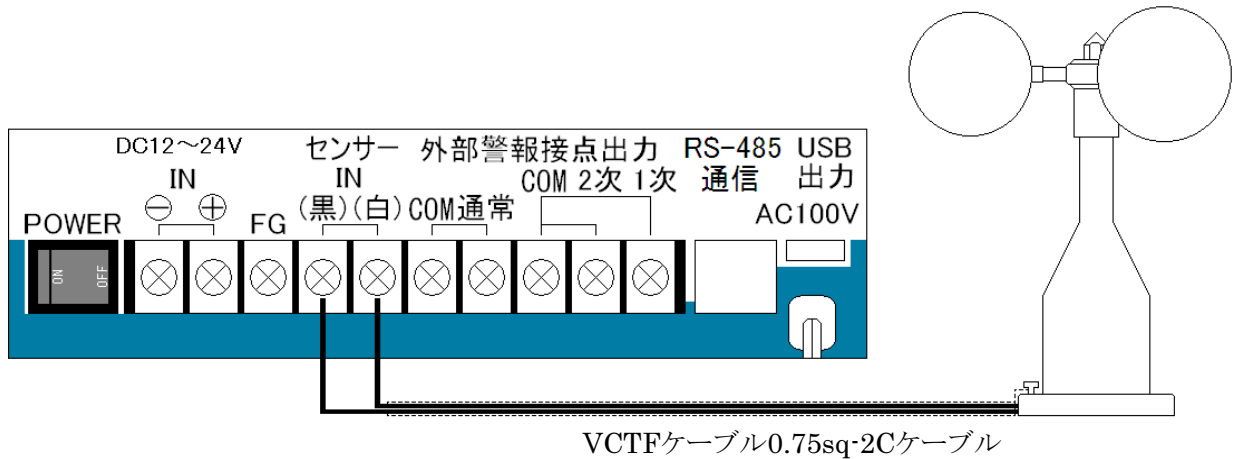 DC12～24V センサー 外部警報接点出力 RS-485 USB
IN IN COM 2次 1次 通信 出力
⊖ ⊕ (黒)(白) COM通常
POWER FG AC100V
ON OFF
VCTFケーブル0.75sq-2Cケーブル